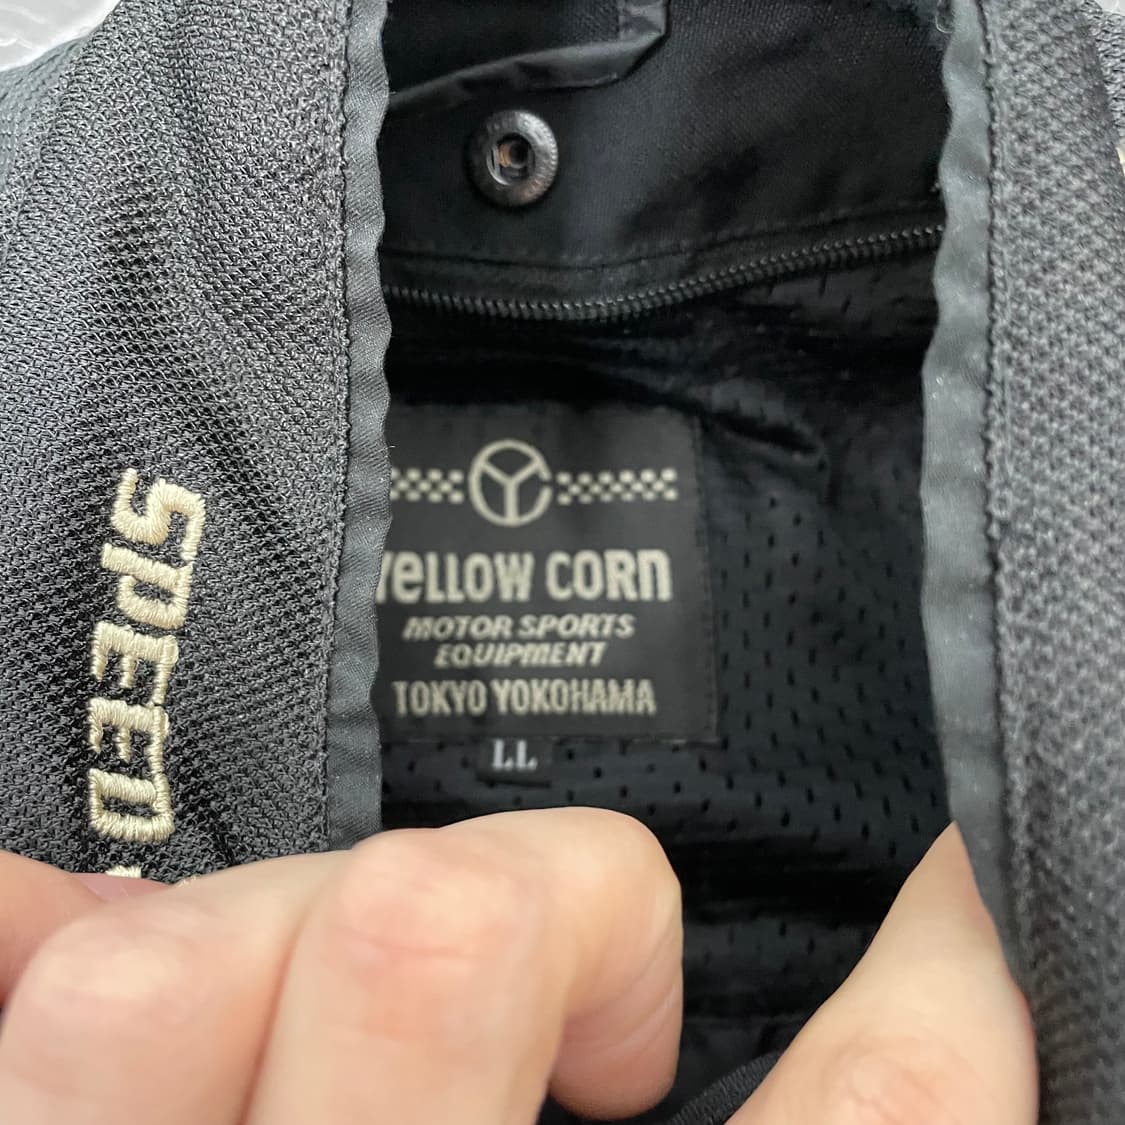 SPEED
YELLOW CORN
MOTOR SPORTS
EQUIPMENT
TOKYO YOKOHAMA
LL